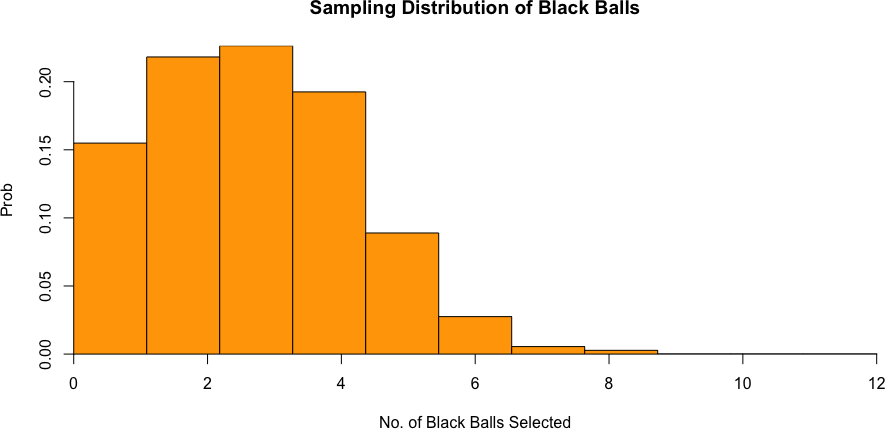 Sampling Distribution of Black Balls
Prob
0.20
0.15
0.10
0.05
0.00
0 2 4 6 8 10 12
No. of Black Balls Selected